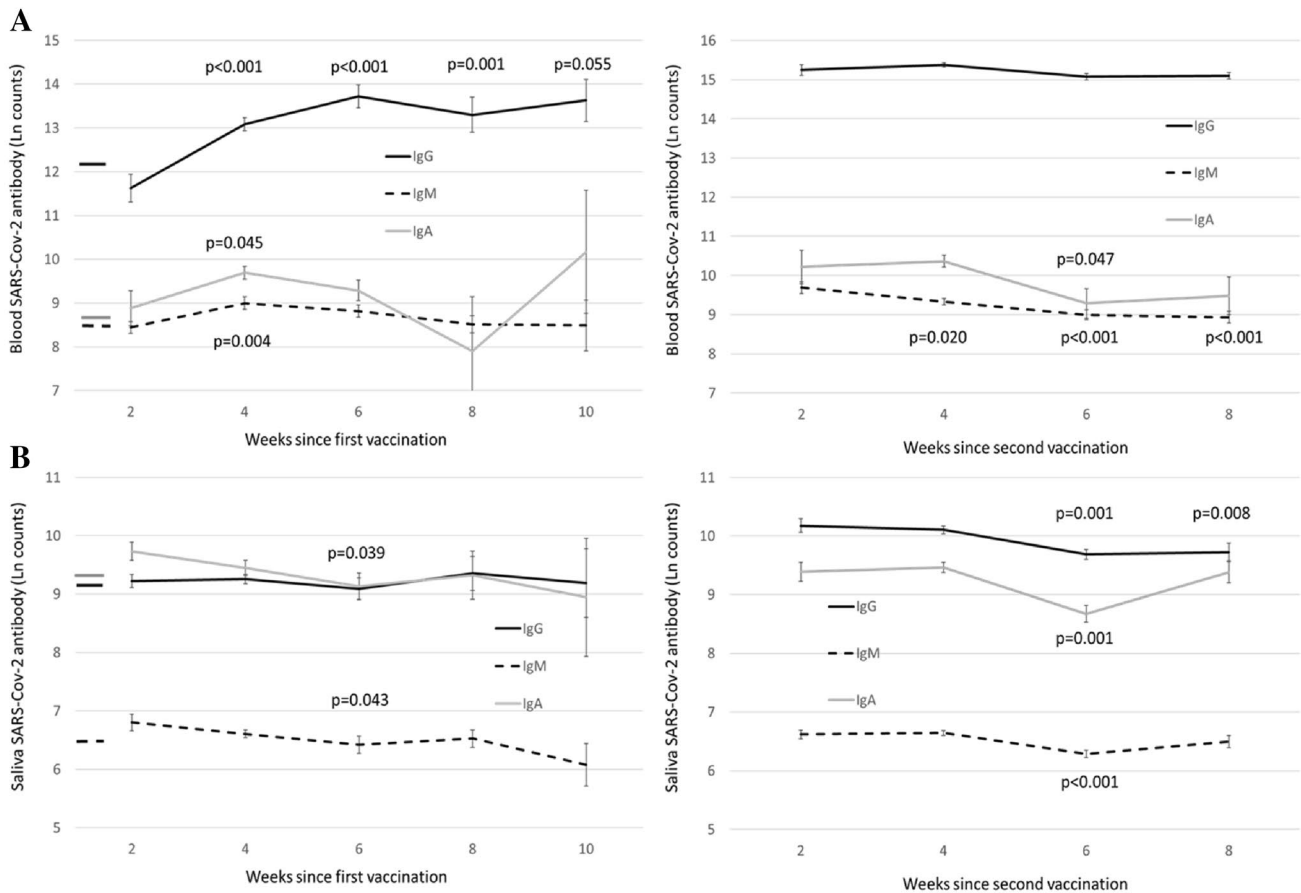 A
Blood SARS-Cov-2 antibody (Ln counts)
15
14
13
12
11
10
9
8
7
p<0.001
p<0.001
p=0.001
p=0.055
IgG
IgM
IgA
p=0.045
p=0.004
2
4
6
8
10
Weeks since first vaccination
Blood SARS-Cov-2 antibody (Ln counts)
16
15
14
13
12
11
10
9
8
7
IgG
IgM
IgA
p=0.047
p=0.020
p<0.001
p<0.001
2
4
6
8
Weeks since second vaccination
B
Saliva SARS-Cov-2 antibody (Ln counts)
11
10
9
8
7
6
5
p=0.039
IgG
IgM
IgA
p=0.043
2
4
6
8
10
Weeks since first vaccination
Saliva SARS-Cov-2 antibody (Ln counts)
11
10
9
8
7
6
5
p=0.001
p=0.008
IgG
p=0.001
IgM
IgA
p<0.001
2
4
6
8
Weeks since second vaccination